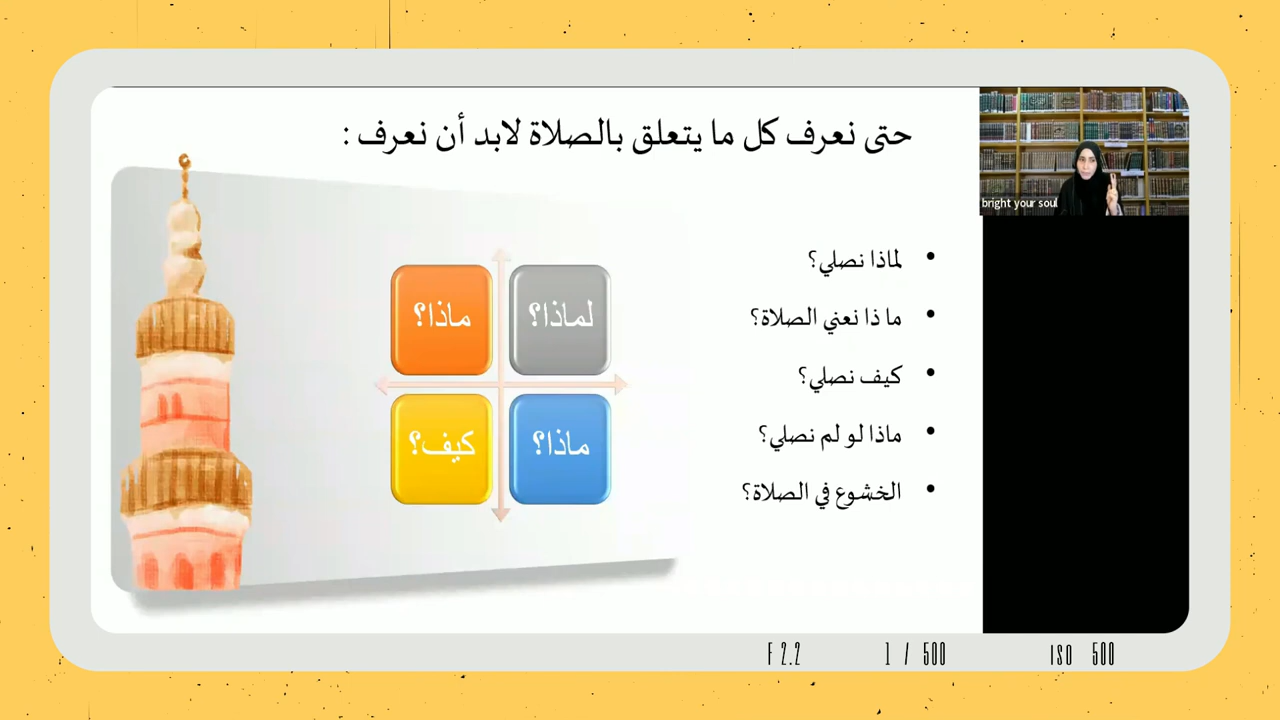 حتى نعرف كل ما يتعلق بالصلاة لابد أن نعرف :
لماذا نصلي؟
ما ذا نعني الصلاة؟
كيف نصلي؟
ماذا لو لم نصلي؟
الخشوع في الصلاة؟
لماذا؟
ماذا؟
ماذا؟
كيف؟
bright your soul
F 2.2
1 / 500
ISO 500